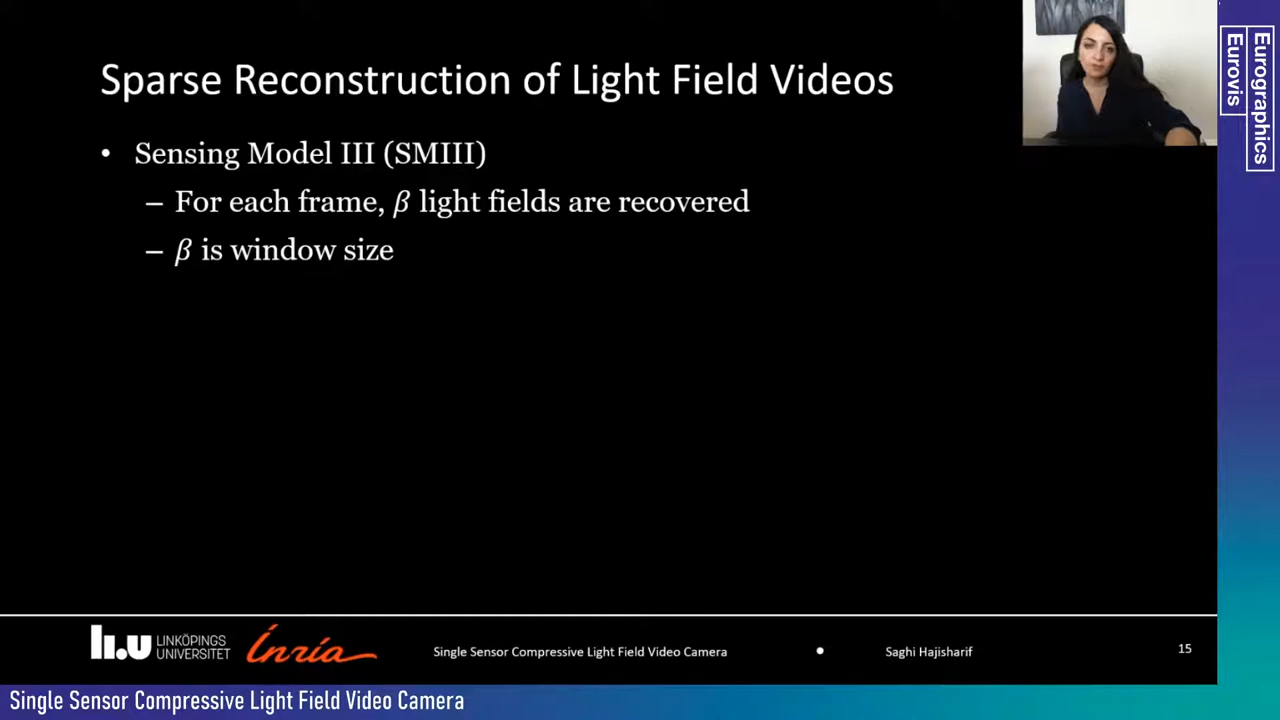 Sparse Reconstruction of Light Field Videos
• Sensing Model III (SMIII)
– For each frame, β light fields are recovered
– β is window size
Eurographics
Eurovis
li.u LINKÖPINGS UNIVERSITET
Inria
Single Sensor Compressive Light Field Video Camera
•
Saghi Hajisharif
15
Single Sensor Compressive Light Field Video Camera